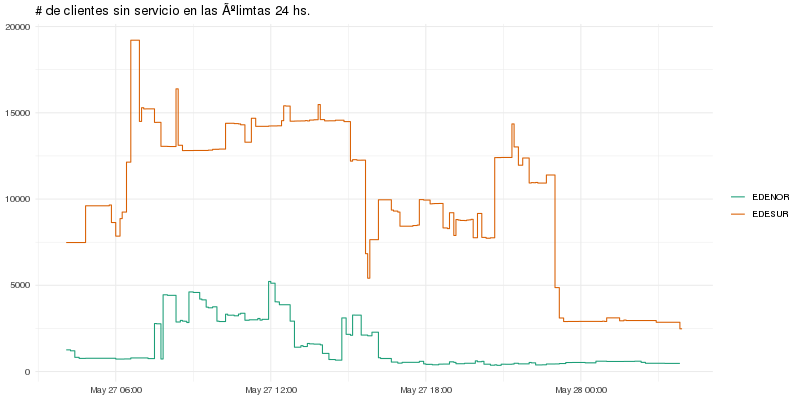 # de clientes sin servicio en las Ãºlimtas 24 hs.
20000
15000
10000
5000
0
May 27 06:00
May 27 12:00
May 27 18:00
May 28 00:00
EDENOR
EDESUR